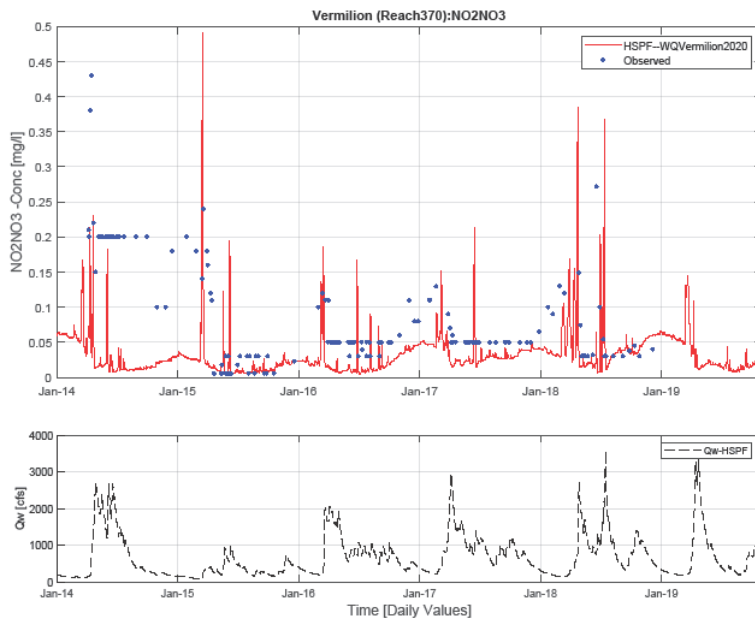 Vermilion (Reach370):NO2NO3
0.5
0.45
0.4
0.35
0.3
0.25
0.2
0.15
0.1
0.05
0
NO2NO3 -Conc [mg/l]
HSPF--WQVermilion2020
Observed
Jan-14 Jan-15 Jan-16 Jan-17 Jan-18 Jan-19
4000
3000
2000
1000
0
Qw [cfs]
Qw-HSPF
Jan-14 Jan-15 Jan-16 Jan-17 Jan-18 Jan-19
Time [Daily Values]